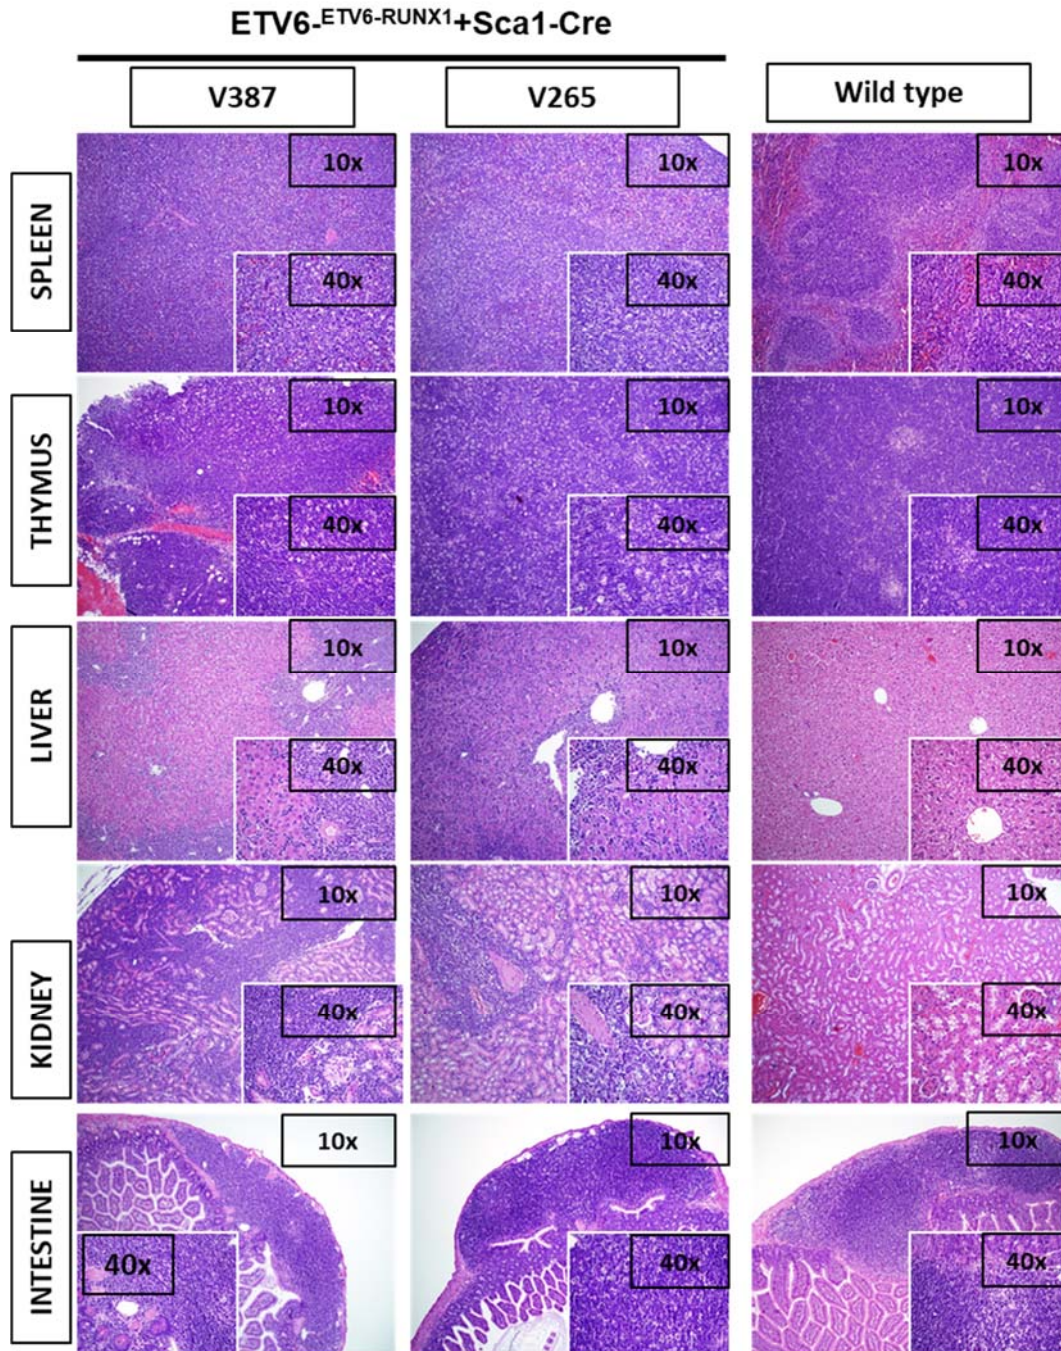 ETV6-ETV6-RUNX1+Sca1-Cre
V387 V265 Wild type
SPLEEN
10x 10x 10x
40x 40x 40x
THYMUS
10x 10x 10x
40x 40x 40x
LIVER
10x 10x 10x
40x 40x 40x
KIDNEY
10x 10x 10x
40x 40x 40x
INTESTINE
10x 10x 10x
40x 40x 40x